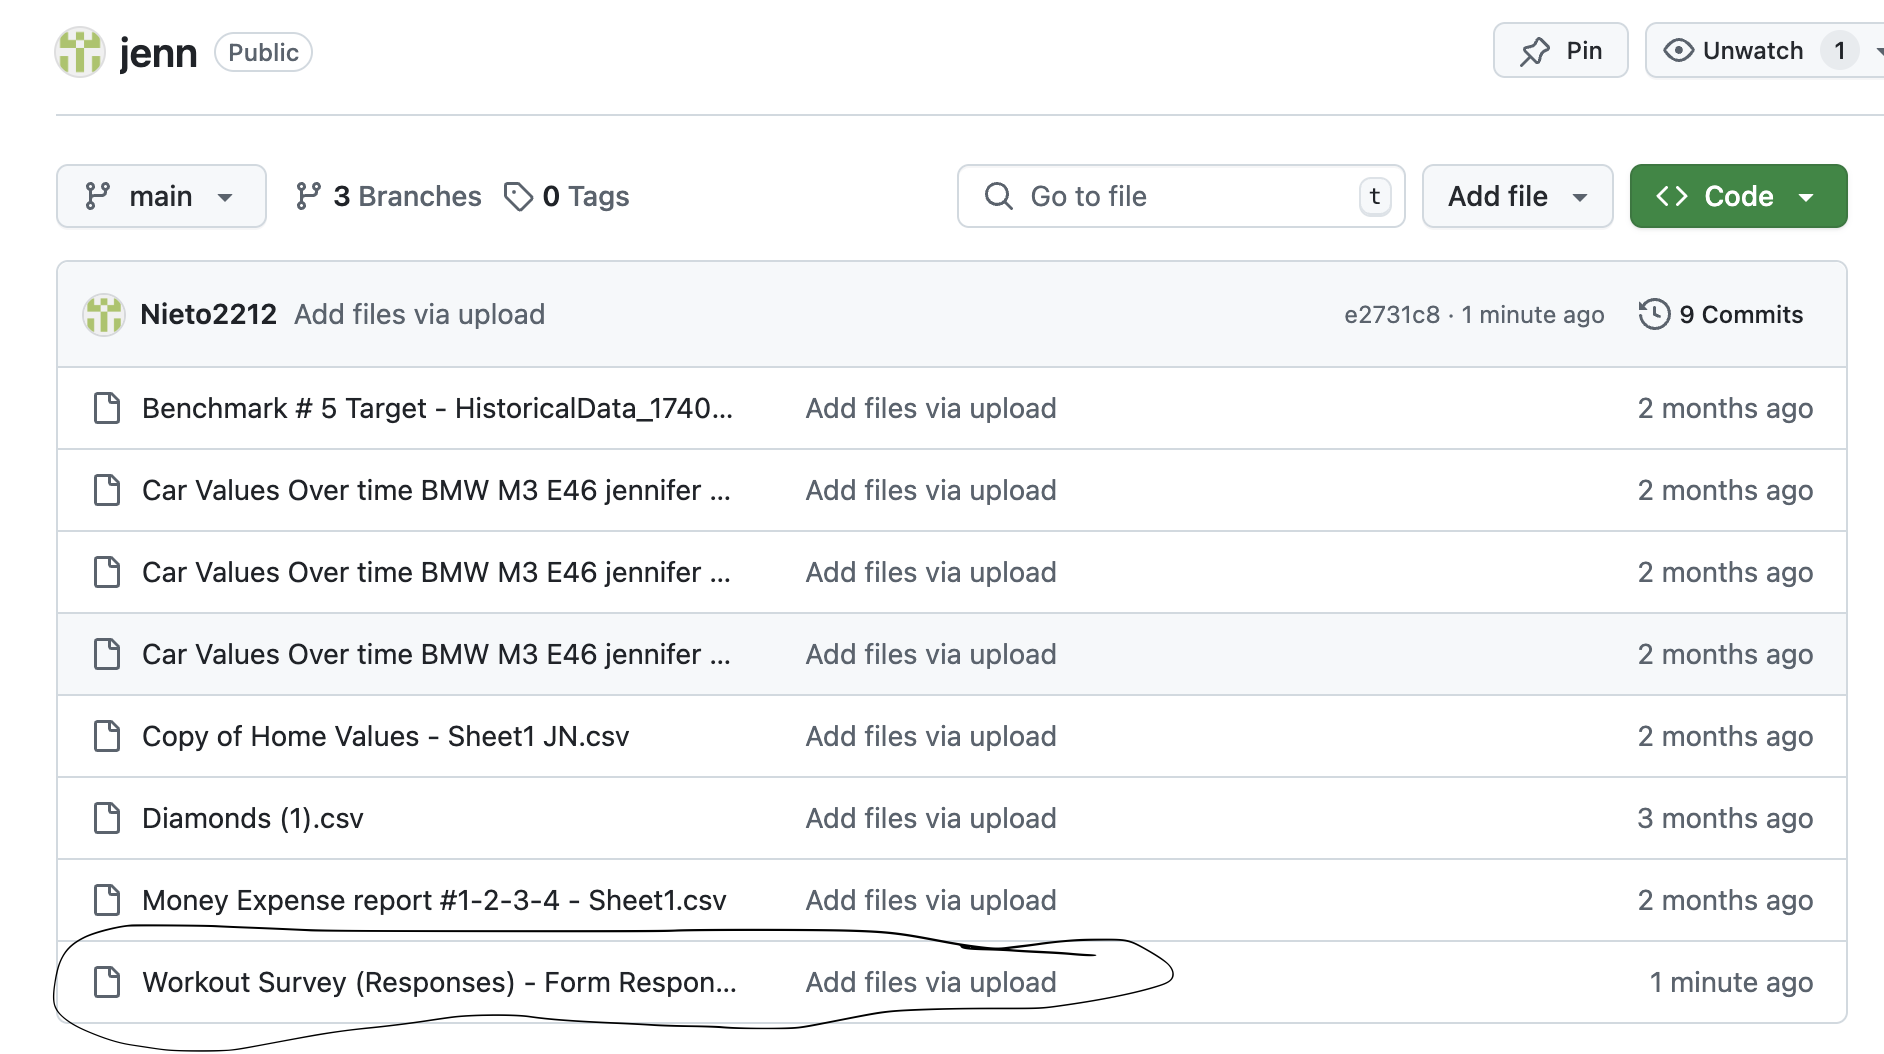 jenn Public Pin Unwatch 1
main 3 Branches 0 Tags Go to file t Add file Code
Nieto2212 Add files via upload e2731c8 · 1 minute ago 9 Commits
Benchmark # 5 Target - HistoricalData_1740... Add files via upload 2 months ago
Car Values Over time BMW M3 E46 jennifer ... Add files via upload 2 months ago
Car Values Over time BMW M3 E46 jennifer ... Add files via upload 2 months ago
Car Values Over time BMW M3 E46 jennifer ... Add files via upload 2 months ago
Copy of Home Values - Sheet1 JN.csv Add files via upload 2 months ago
Diamonds (1).csv Add files via upload 3 months ago
Money Expense report #1-2-3-4 - Sheet1.csv Add files via upload 2 months ago
Workout Survey (Responses) - Form Respon... Add files via upload 1 minute ago